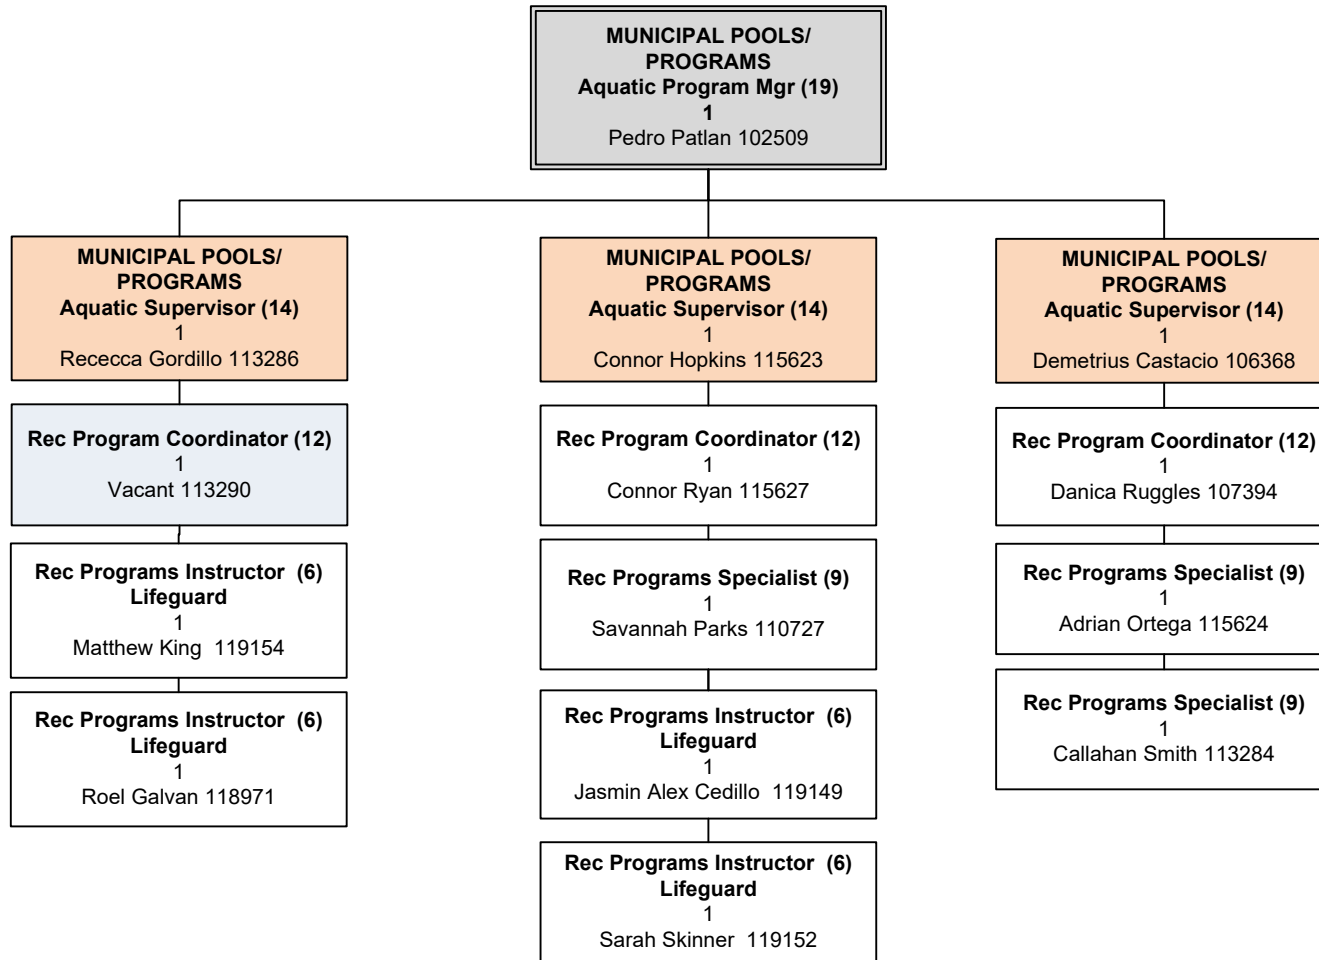 MUNICIPAL POOLS/
PROGRAMS
Aquatic Program Mgr (19)
1
Pedro Patlan 102509
MUNICIPAL POOLS/
PROGRAMS
Aquatic Supervisor (14)
1
Rececca Gordillo 113286
Rec Program Coordinator (12)
1
Vacant 113290
Rec Programs Instructor  (6)
Lifeguard
1
Matthew King  119154
Rec Programs Instructor  (6)
Lifeguard
1
Roel Galvan 118971
MUNICIPAL POOLS/
PROGRAMS
Aquatic Supervisor (14)
1
Connor Hopkins 115623
Rec Program Coordinator (12)
1
Connor Ryan 115627
Rec Programs Specialist (9)
1
Savannah Parks 110727
Rec Programs Instructor  (6)
Lifeguard
1
Jasmin Alex Cedillo  119149
Rec Programs Instructor  (6)
Lifeguard
1
Sarah Skinner  119152
MUNICIPAL POOLS/
PROGRAMS
Aquatic Supervisor (14)
1
Demetrius Castacio 106368
Rec Program Coordinator (12)
1
Danica Ruggles 107394
Rec Programs Specialist (9)
1
Adrian Ortega 115624
Rec Programs Specialist (9)
1
Callahan Smith 113284